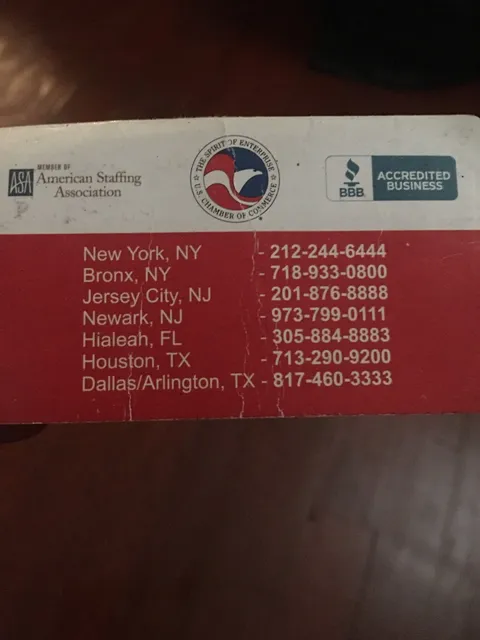 MEMBER OF
ASA American Staffing
Association
THE SPIRIT OF ENTERPRISE
U.S. CHAMBER OF COMMERCE
BBB
ACCREDITED
BUSINESS
New York, NY - 212-244-6444
Bronx, NY - 718-933-0800
Jersey City, NJ - 201-876-8888
Newark, NJ - 973-799-0111
Hialeah, FL - 305-884-8883
Houston, TX - 713-290-9200
Dallas/Arlington, TX - 817-460-3333